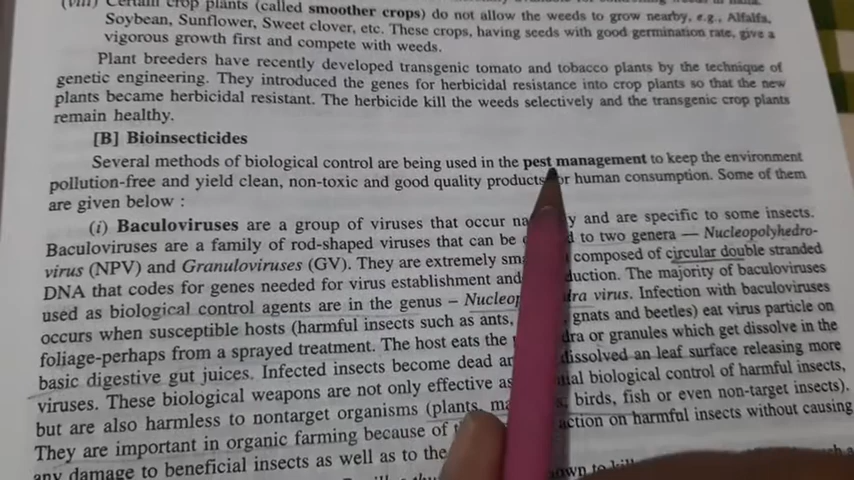 (viii) Certain crop plants (called smoother crops) do not allow the weeds to grow nearby, e.g., Alfalfa,
Soybean, Sunflower, Sweet clover, etc. These crops, having seeds with good germination rate, give a
vigorous growth first and compete with weeds.
Plant breeders have recently developed transgenic tomato and tobacco plants by the technique of
genetic engineering. They introduced the genes for herbicidal resistance into crop plants so that the new
plants became herbicidal resistant. The herbicide kill the weeds selectively and the transgenic crop plants
remain healthy.
[B] Bioinsecticides
Several methods of biological control are being used in the pest management to keep the environment
pollution-free and yield clean, non-toxic and good quality products for human consumption. Some of them
are given below :
(i) Baculoviruses are a group of viruses that occur and are specific to some insects.
Baculoviruses are a family of rod-shaped viruses that can be to two genera — Nucleopolyhedro-
virus (NPV) and Granuloviruses (GV). They are extremely composed of circular double stranded
DNA that codes for genes needed for virus establishment and The majority of baculoviruses
used as biological control agents are in the genus – virus. Infection with baculoviruses
occurs when susceptible hosts (harmful insects such as ants, gnats and beetles) eat virus particle on
foliage-perhaps from a sprayed treatment. The host eats the or granules which get dissolve in the
basic digestive gut juices. Infected insects become dead dissolved an leaf surface releasing more
viruses. These biological weapons are not only effective as biological control of harmful insects,
but are also harmless to nontarget organisms (plants, birds, fish or even non-target insects).
They are important in organic farming because of action on harmful insects without causing
any damage to beneficial insects as well as to the